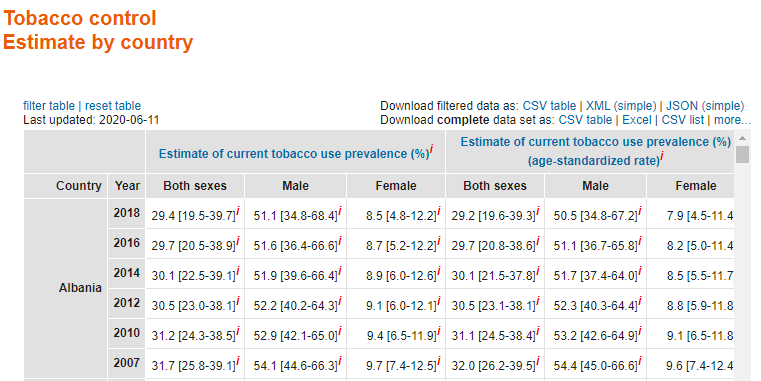 Tobacco control
Estimate by country
filter table | reset table
Download filtered data as: CSV table | XML (simple) | JSON (simple)
Last updated: 2020-06-11
Download complete data set as: CSV table | Excel | CSV list | more...
Estimate of current tobacco use prevalence (%)i
Estimate of current tobacco use prevalence (%)
(age-standardized rate)i
Country Year Both sexes Male Female Both sexes Male Female
Albania
2018 29.4 [19.5-39.7]i 51.1 [34.8-68.4]i 8.5 [4.8-12.2]i 29.2 [19.6-39.3]i 50.5 [34.8-67.2]i 7.9 [4.5-11.4
2016 29.7 [20.5-38.9]i 51.6 [36.4-66.6]i 8.7 [5.2-12.2]i 29.7 [20.8-38.6]i 51.1 [36.7-65.8]i 8.2 [5.0-11.4
2014 30.1 [22.5-39.1]i 51.9 [39.6-66.4]i 8.9 [6.0-12.6]i 30.1 [21.5-37.8]i 51.7 [37.4-64.0]i 8.5 [5.5-11.7
2012 30.5 [23.0-38.1]i 52.2 [40.2-64.3]i 9.1 [6.0-12.1]i 30.5 [23.1-38.1]i 52.3 [40.3-64.4]i 8.8 [5.9-11.8
2010 31.2 [24.3-38.5]i 52.9 [42.1-65.0]i 9.4 [6.5-11.9]i 31.1 [24.5-38.4]i 53.2 [42.6-64.9]i 9.1 [6.5-11.8
2007 31.7 [25.8-39.1]i 54.1 [44.6-66.3]i 9.7 [7.4-12.5]i 32.0 [26.2-39.5]i 54.4 [45.0-66.6]i 9.6 [7.4-12.4